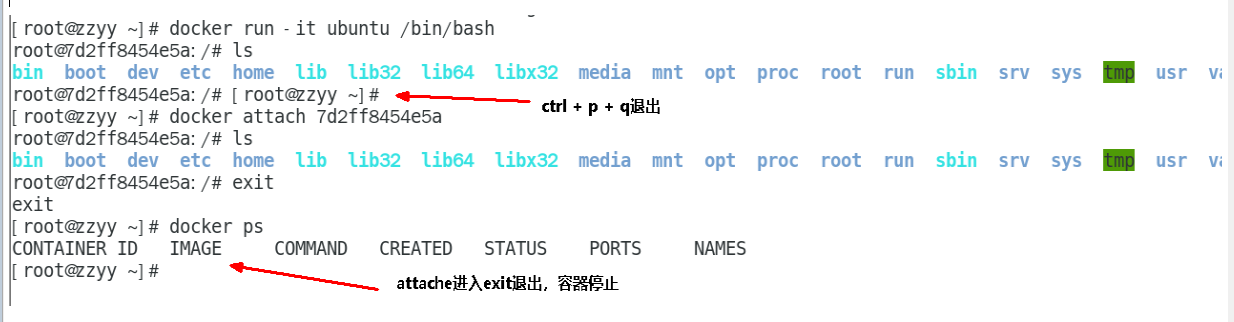 [root@zzyy ~]# docker run -it ubuntu /bin/bash
root@7d2ff8454e5a:/# ls
bin boot dev etc home lib lib32 lib64 libx32 media mnt opt proc root run sbin srv sys tmp usr va
root@7d2ff8454e5a:/# [root@zzyy ~]#
ctrl + p + q退出
[root@zzyy ~]# docker attach 7d2ff8454e5a
root@7d2ff8454e5a:/# ls
bin boot dev etc home lib lib32 lib64 libx32 media mnt opt proc root run sbin srv sys tmp usr va
root@7d2ff8454e5a:/# exit
exit
[root@zzyy ~]# docker ps
CONTAINER ID IMAGE COMMAND CREATED STATUS PORTS NAMES
[root@zzyy ~]#
attache进入exit退出，容器停止